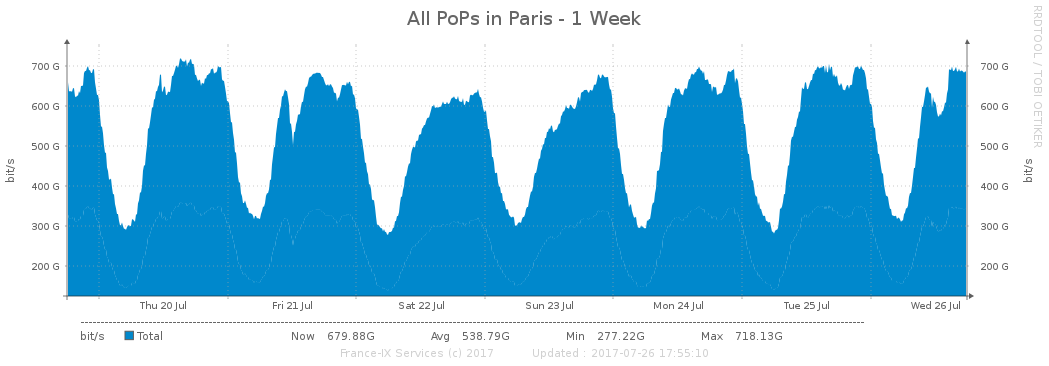 All PoPs in Paris - 1 Week
RRDTOOL / TOBI OETIKER
bit/s
bit/s
700 G 700 G
600 G 600 G
500 G 500 G
400 G 400 G
300 G 300 G
200 G 200 G
Thu 20 Jul Fri 21 Jul Sat 22 Jul Sun 23 Jul Mon 24 Jul Tue 25 Jul Wed 26 Jul
bit/s Total Now 679.88G Avg 538.79G Min 277.22G Max 718.13G
France-IX Services (c) 2017 Updated : 2017-07-26 17:55:10